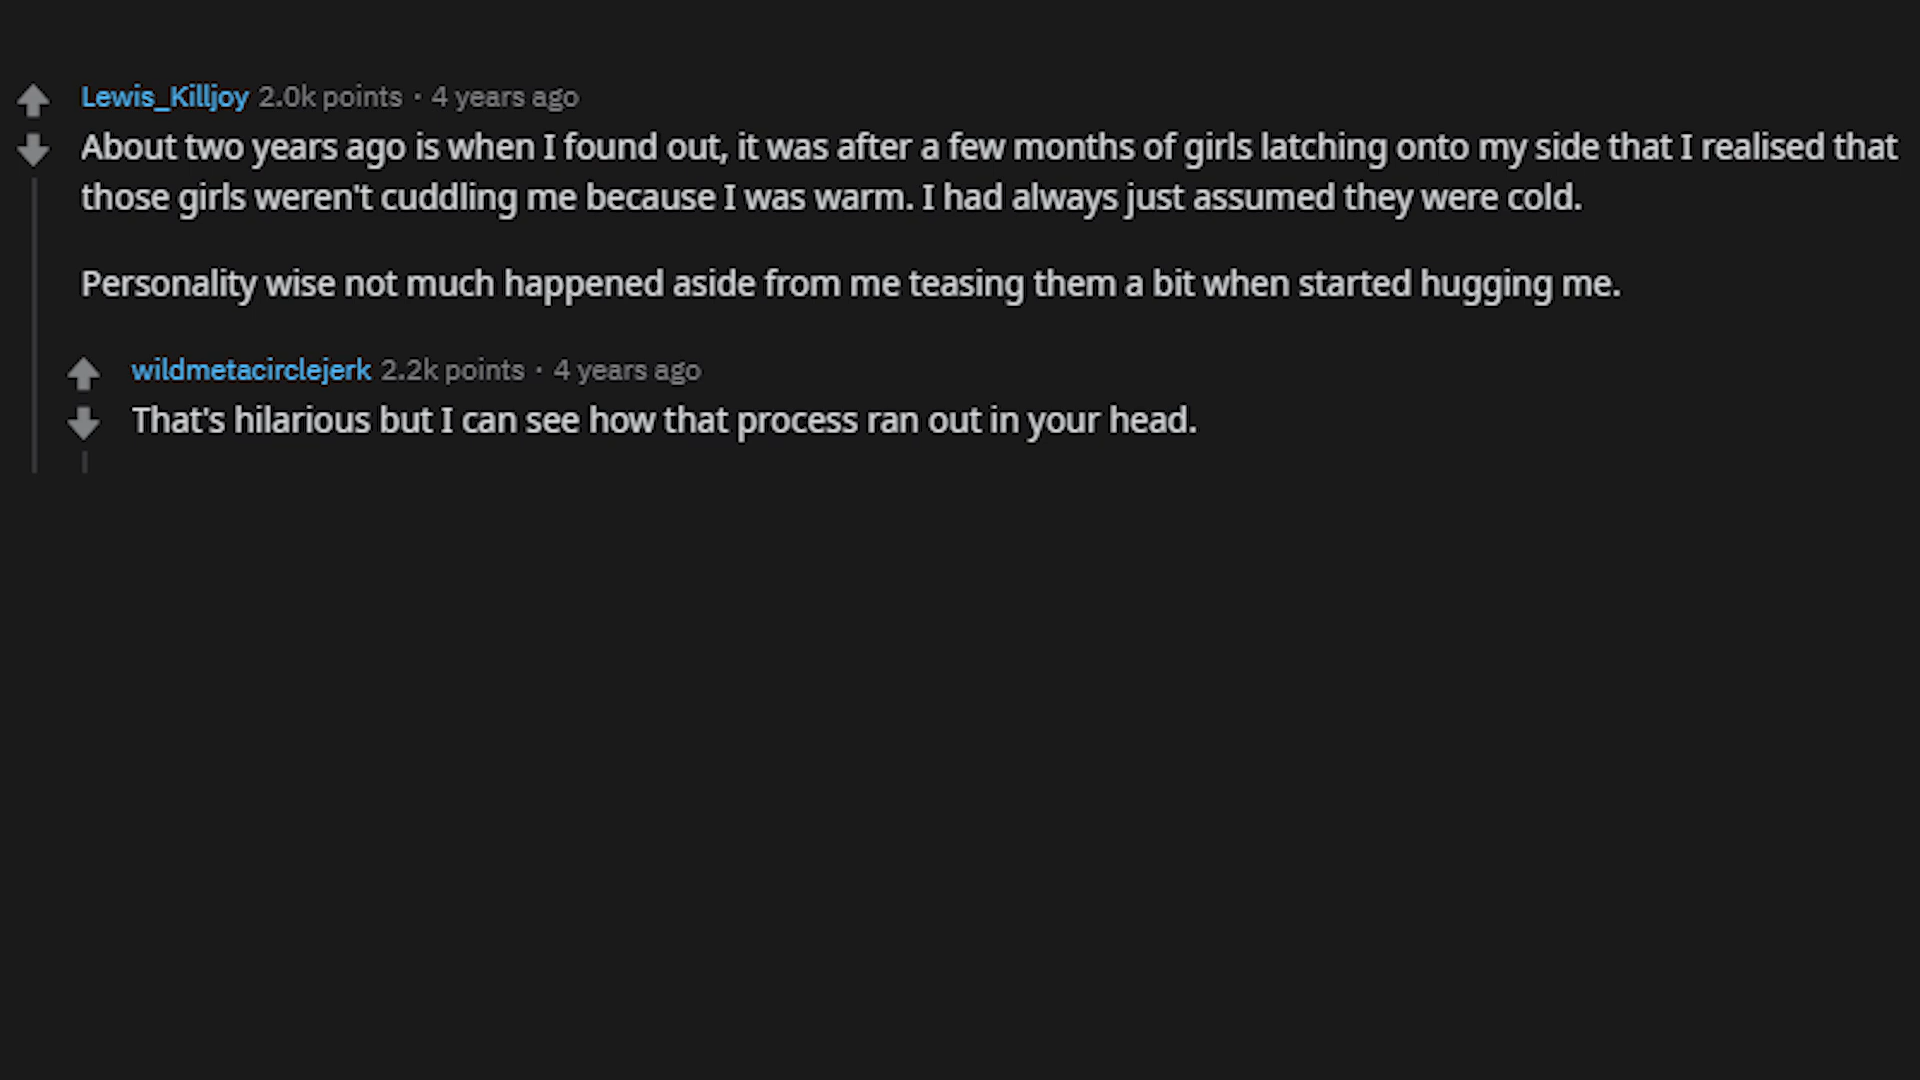 Lewis_Killjoy 2.0k points · 4 years ago
About two years ago is when I found out, it was after a few months of girls latching onto my side that I realised that
those girls weren't cuddling me because I was warm. I had always just assumed they were cold.
Personality wise not much happened aside from me teasing them a bit when started hugging me.
wildmetacirclejerk 2.2k points · 4 years ago
That's hilarious but I can see how that process ran out in your head.